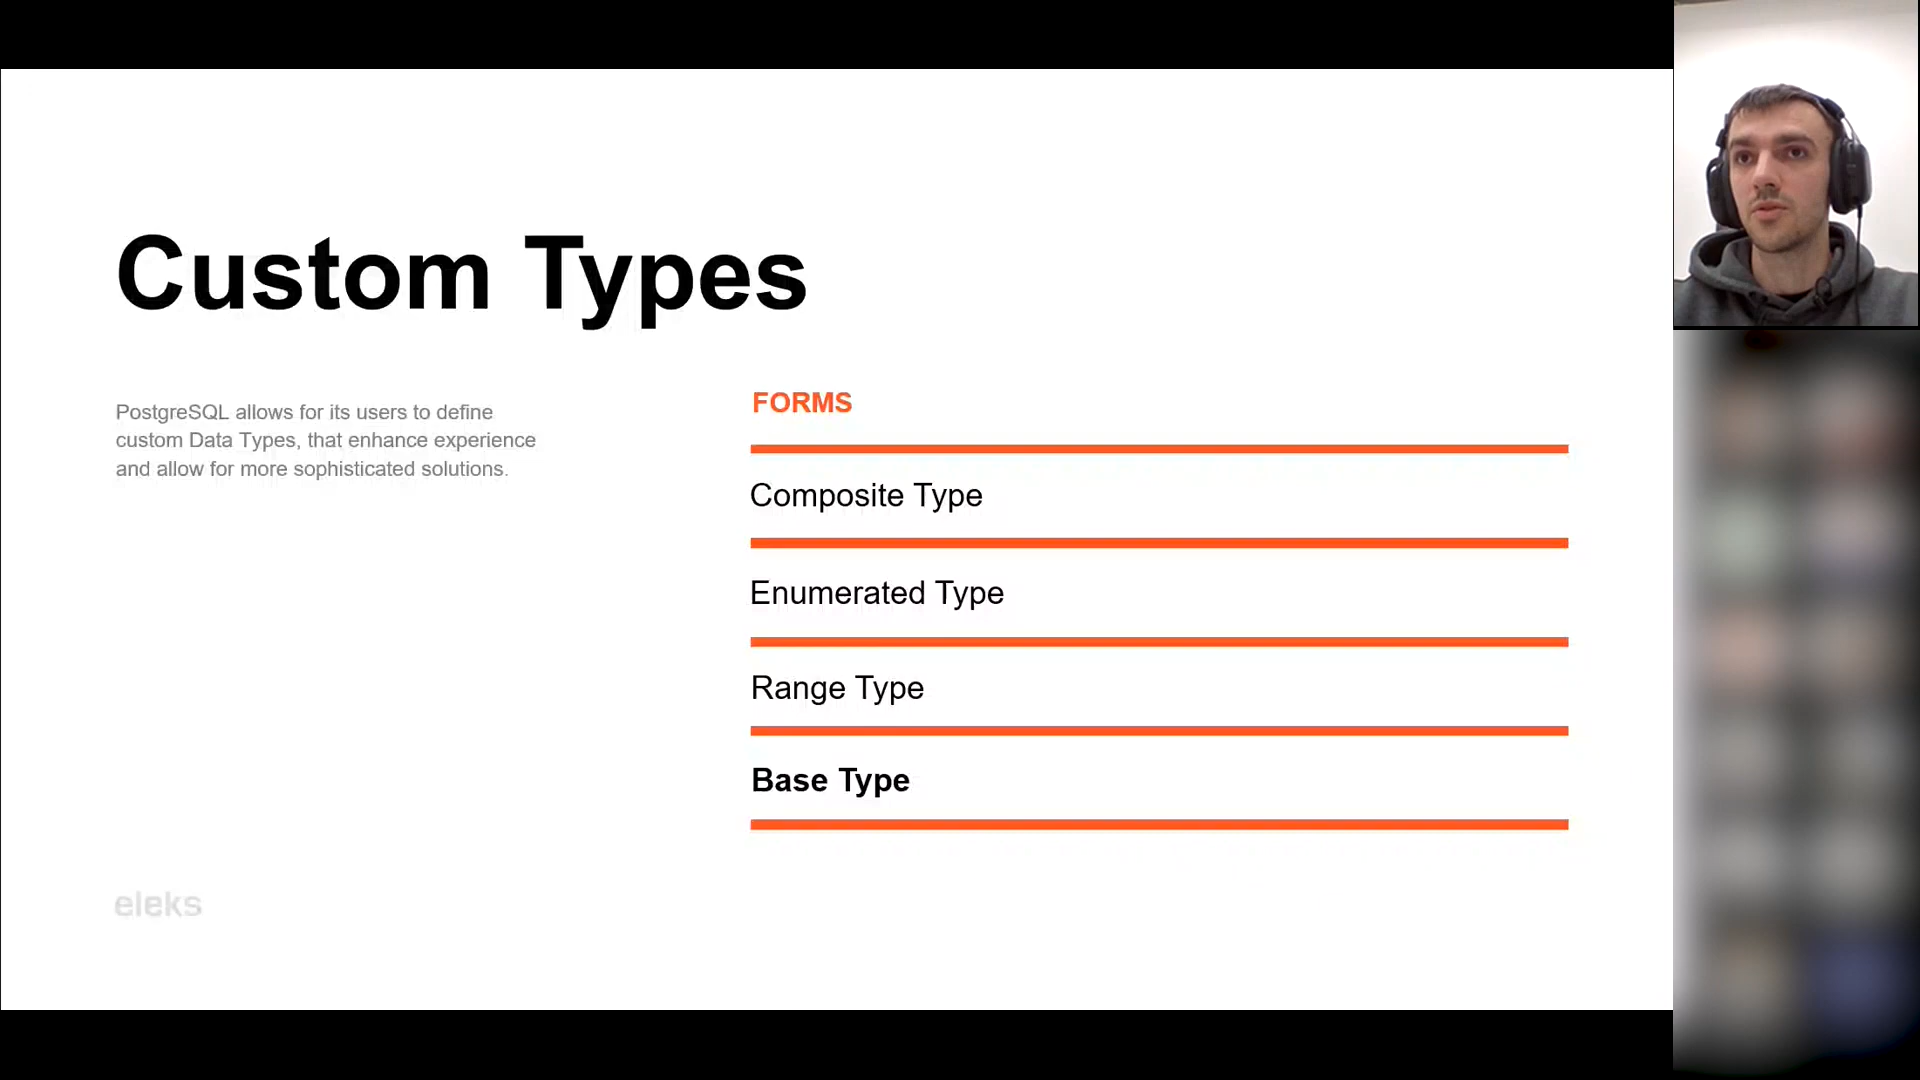 Custom Types
PostgreSQL allows for its users to define
custom Data Types, that enhance experience
and allow for more sophisticated solutions.
FORMS
Composite Type
Enumerated Type
Range Type
Base Type
eleks